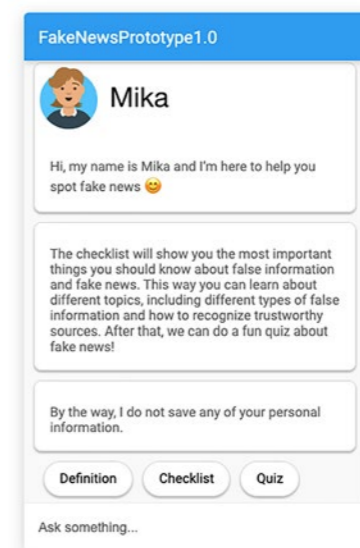 FakeNewsPrototype1.0
Mika
Hi, my name is Mika and I'm here to help you
spot fake news 😊
The checklist will show you the most important
things you should know about false information
and fake news. This way you can learn about
different topics, including different types of false
information and how to recognize trustworthy
sources. After that, we can do a fun quiz about
fake news!
By the way, I do not save any of your personal
information.
Definition Checklist Quiz
Ask something...